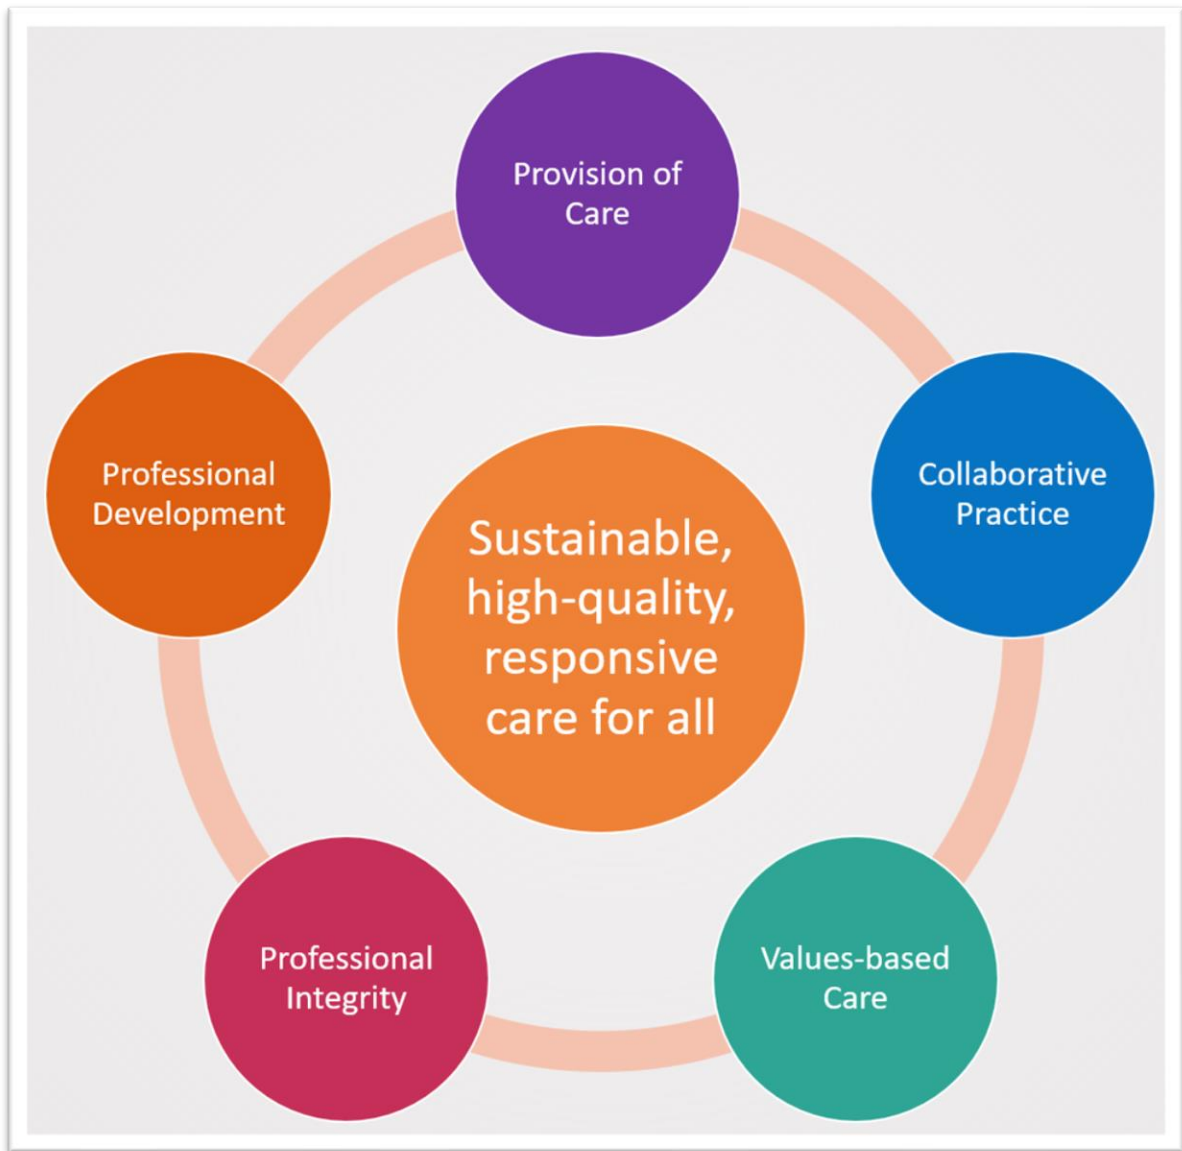 Provision of
Care
Collaborative
Practice
Values-based
Care
Professional
Integrity
Professional
Development
Sustainable,
high-quality,
responsive
care for all